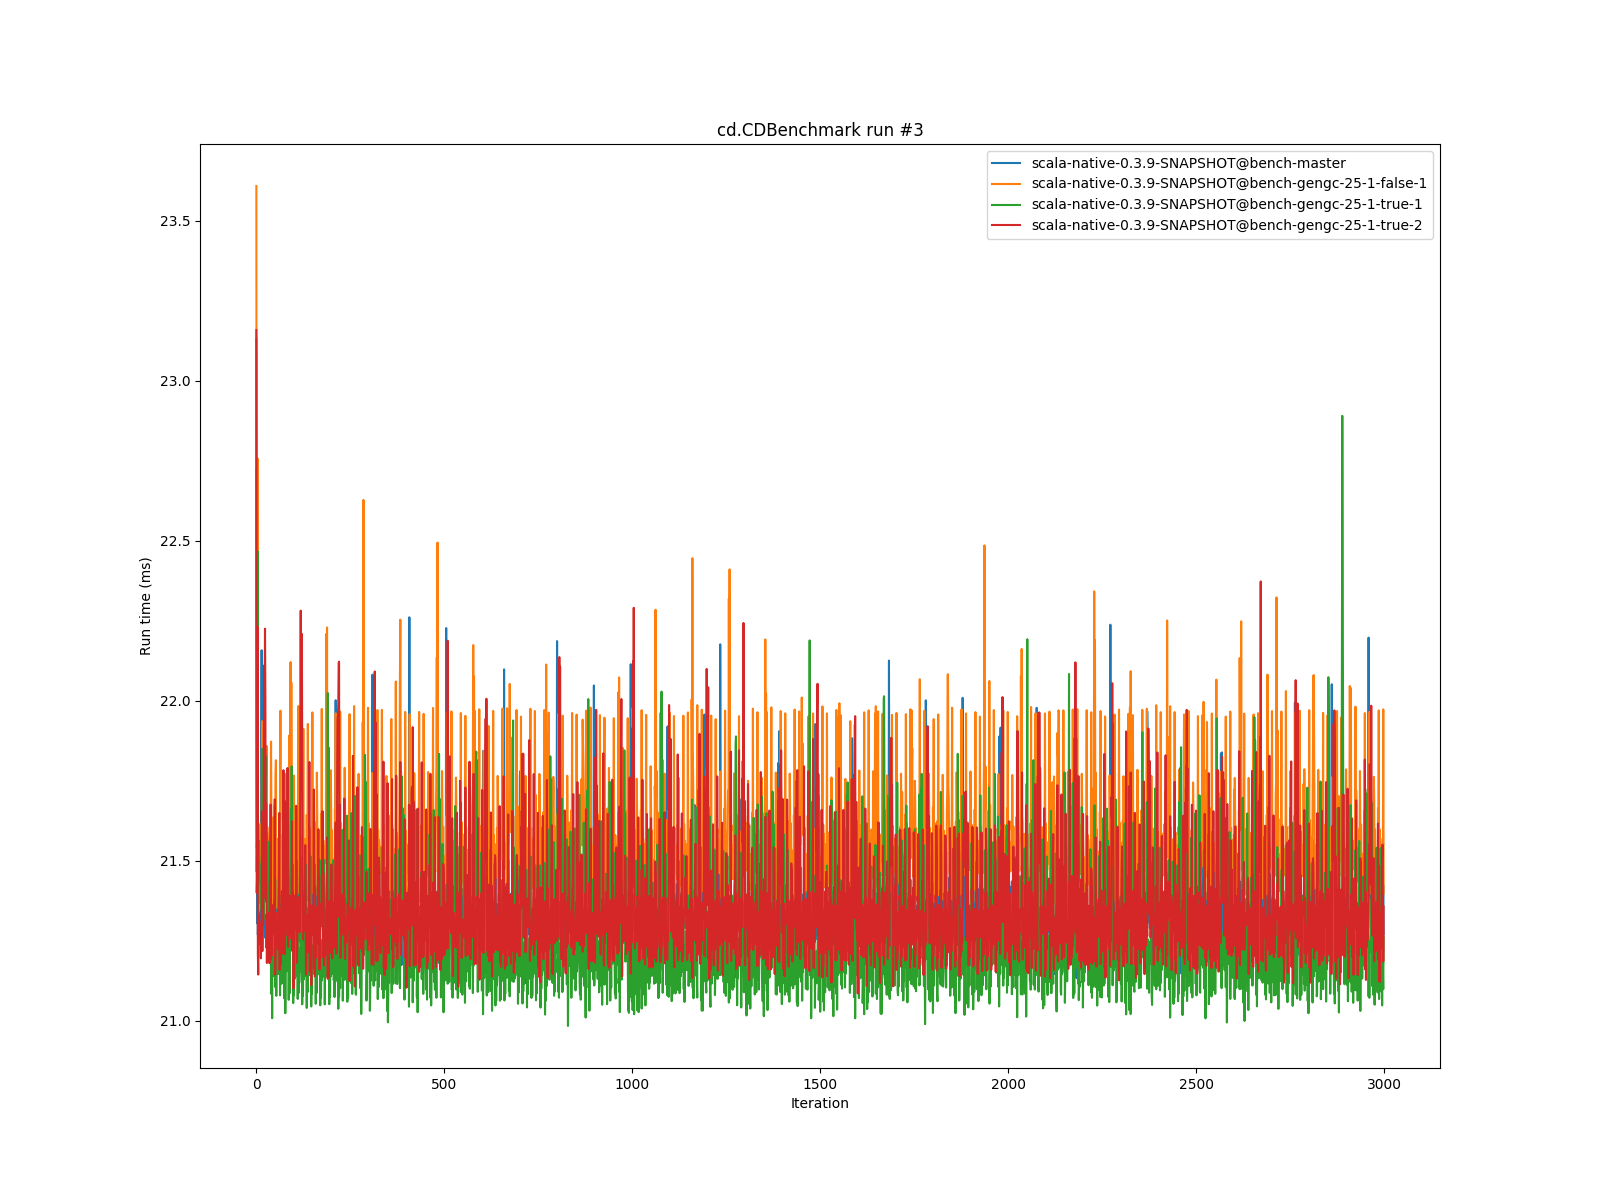 cd.CDBenchmark run #3
scala-native-0.3.9-SNAPSHOT@bench-master
scala-native-0.3.9-SNAPSHOT@bench-gengc-25-1-false-1
scala-native-0.3.9-SNAPSHOT@bench-gengc-25-1-true-1
scala-native-0.3.9-SNAPSHOT@bench-gengc-25-1-true-2
Run time (ms)
23.5
23.0
22.5
22.0
21.5
21.0
0 500 1000 1500 2000 2500 3000
Iteration